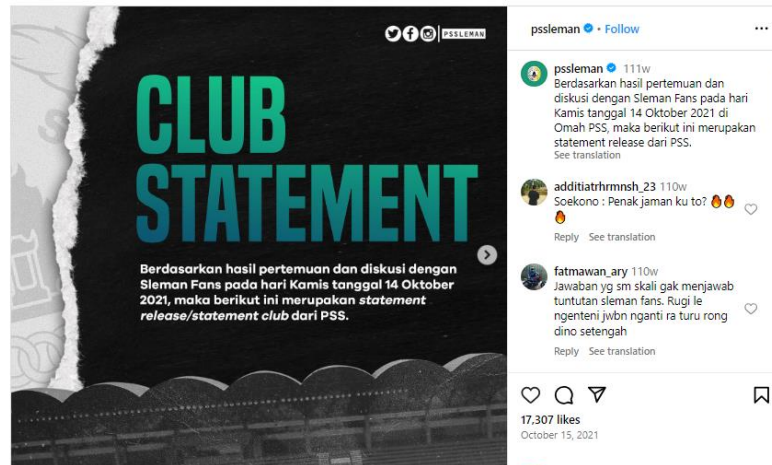 PSSLEMAN
CLUB
STATEMENT
Berdasarkan hasil pertemuan dan diskusi dengan
Sleman Fans pada hari Kamis tanggal 14 Oktober
2021, maka berikut ini merupakan statement
release/statement club dari PSS.
pssleman • Follow
pssleman 111w
Berdasarkan hasil pertemuan dan
diskusi dengan Sleman Fans pada hari
Kamis tanggal 14 Oktober 2021 di
Omah PSS, maka berikut ini merupakan
statement release dari PSS.
See translation
additiatrhrmnsh_23 110w
Soekono : Penak jaman ku to? 🔥🔥
🔥
Reply See translation
fatmawan_ary 110w
Jawaban yg sm skali gak menjawab
tuntutan sleman fans. Rugi le
ngenteni jwbn nganti ra turu rong
dino setengah
Reply See translation
17,307 likes
October 15, 2021